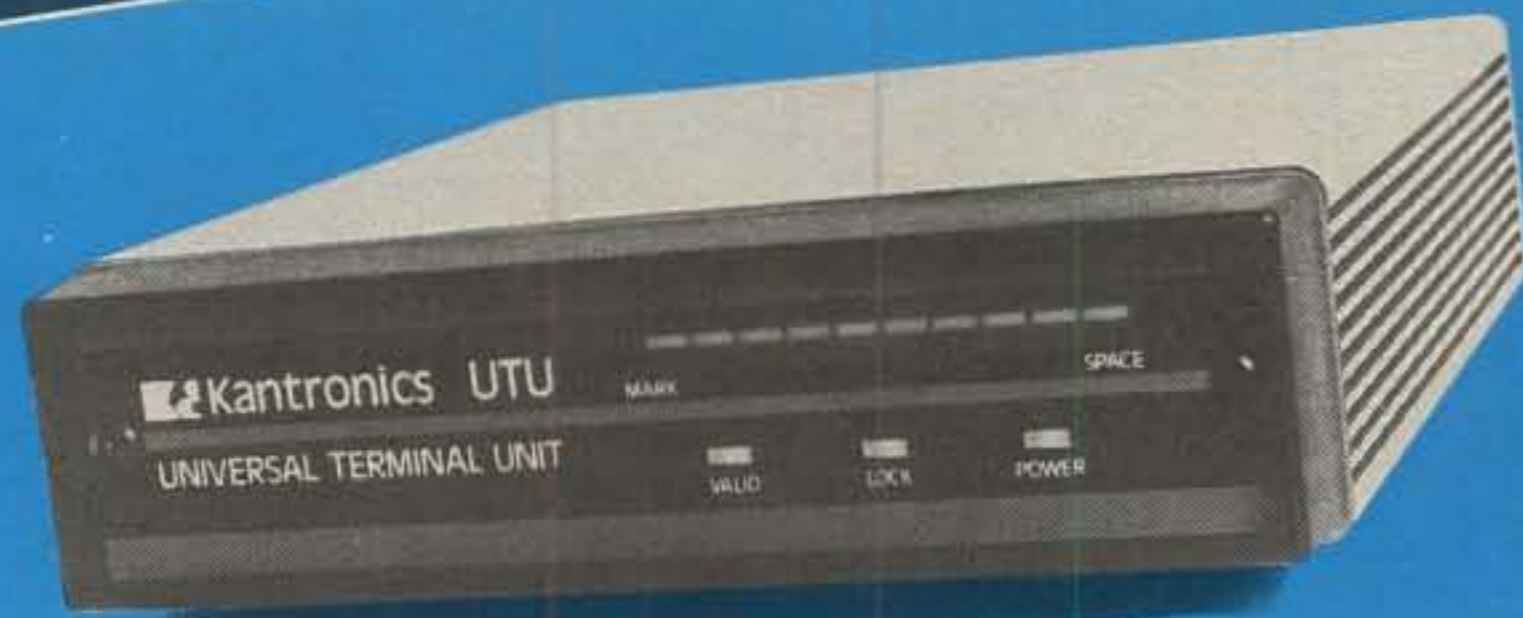 Kantronics UTU
UNIVERSAL TERMINAL UNIT
MARK
SPACE
VALID
LOCK
POWER